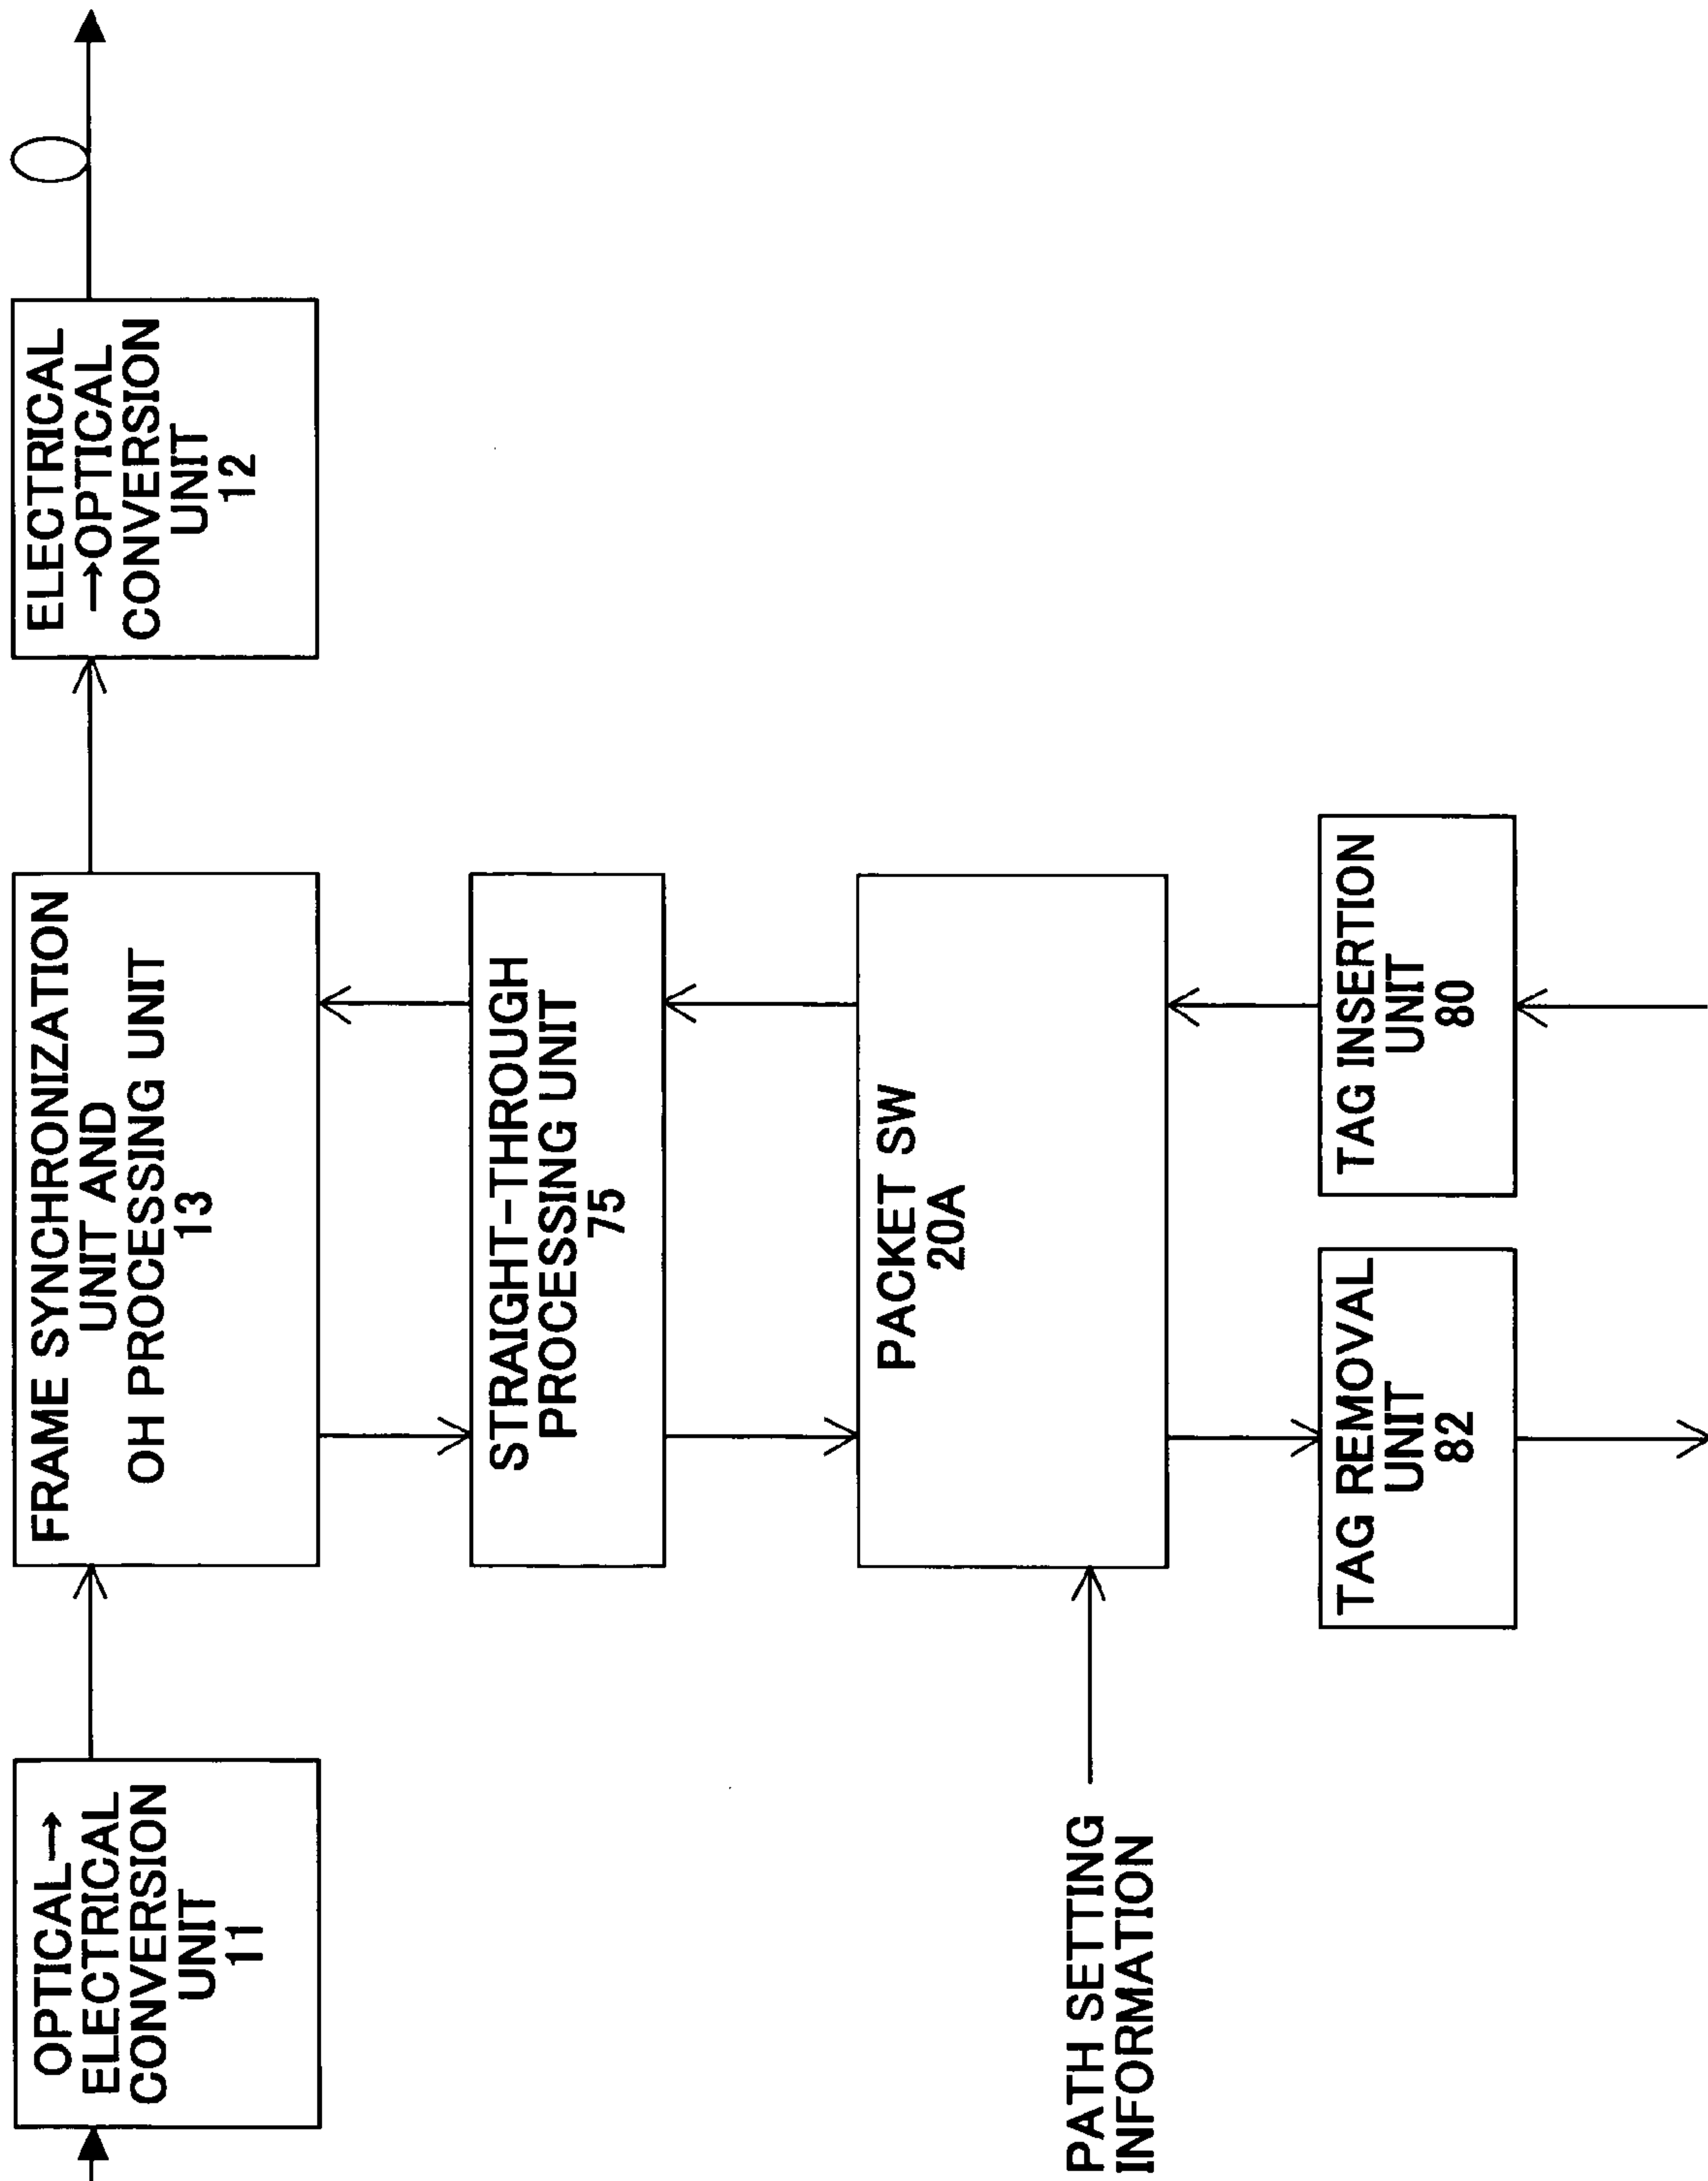 OPTICAL→
ELECTRICAL
CONVERSION
UNIT
11
FRAME SYNCHRONIZATION
UNIT AND
OH PROCESSING UNIT
13
ELECTRICAL
→OPTICAL
CONVERSION
UNIT
12
STRAIGHT-THROUGH
PROCESSING UNIT
75
PACKET SW
20A
PATH SETTING
INFORMATION
TAG REMOVAL
UNIT
82
TAG INSERTION
UNIT
80